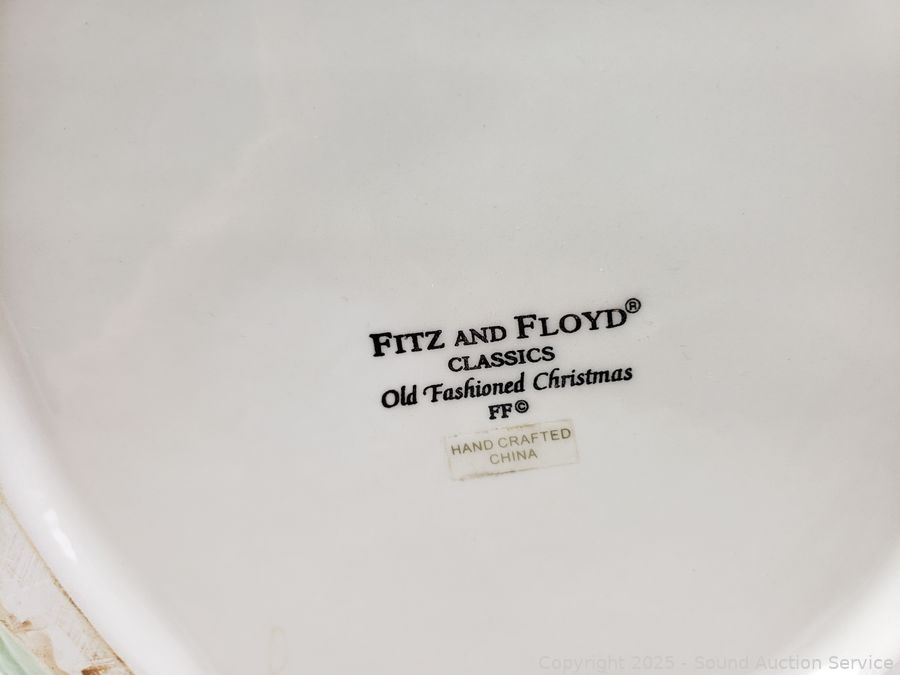 FITZ AND FLOYD®
CLASSICS
Old Fashioned Christmas
FF©
HAND CRAFTED
CHINA
Copyright 2025 - Sound Auction Service